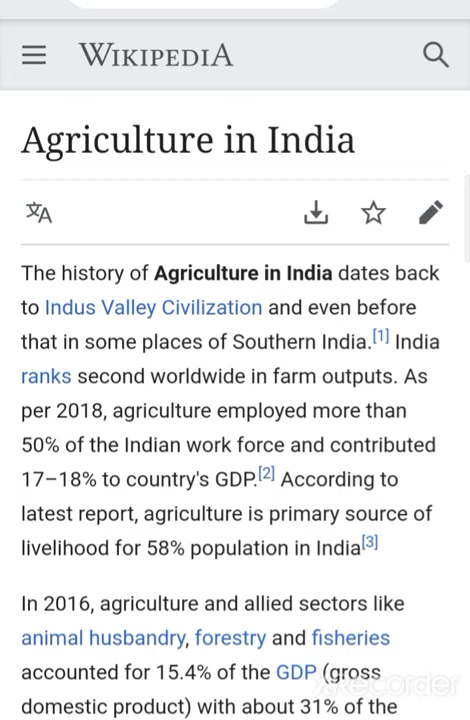 WIKIPEDIA
Agriculture in India
The history of Agriculture in India dates back
to Indus Valley Civilization and even before
that in some places of Southern India.[1] India
ranks second worldwide in farm outputs. As
per 2018, agriculture employed more than
50% of the Indian work force and contributed
17–18% to country's GDP.[2] According to
latest report, agriculture is primary source of
livelihood for 58% population in India[3]
In 2016, agriculture and allied sectors like
animal husbandry, forestry and fisheries
accounted for 15.4% of the GDP (gross
XRecorder
domestic product) with about 31% of the